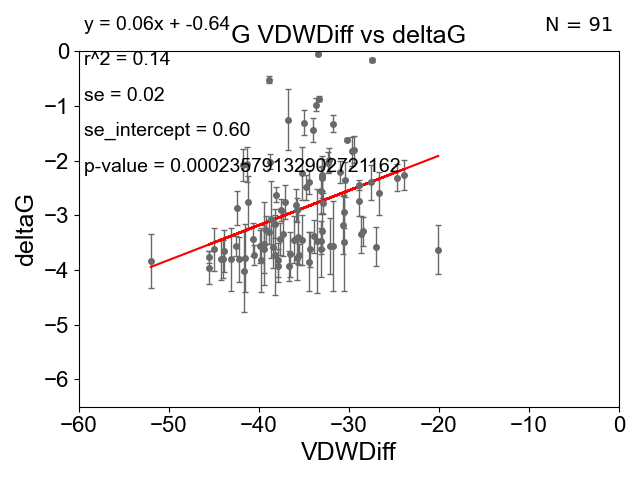 y = 0.06x + -0.64
N = 91
G VDWDiff vs deltaG
r^2 = 0.14
se = 0.02
se_intercept = 0.60
p-value = 0.00023679132902721162
deltaG
0
−1
−2
−3
−4
−5
−6
−60
−50
−40
−30
−20
−10
0
VDWDiff